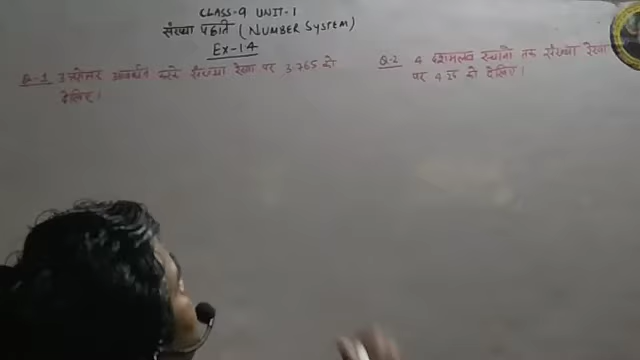 CLASS-9 UNIT-1
संख्या पद्धति (NUMBER SYSTEM)
Ex-1.4
Q-1 उत्तरोत्तर आवर्धन करके संख्या रेखा पर 3.765 को
देखिए।
Q-2 4 दशमलव स्थानों तक संख्या रेखा
पर 4.26 को देखिए।